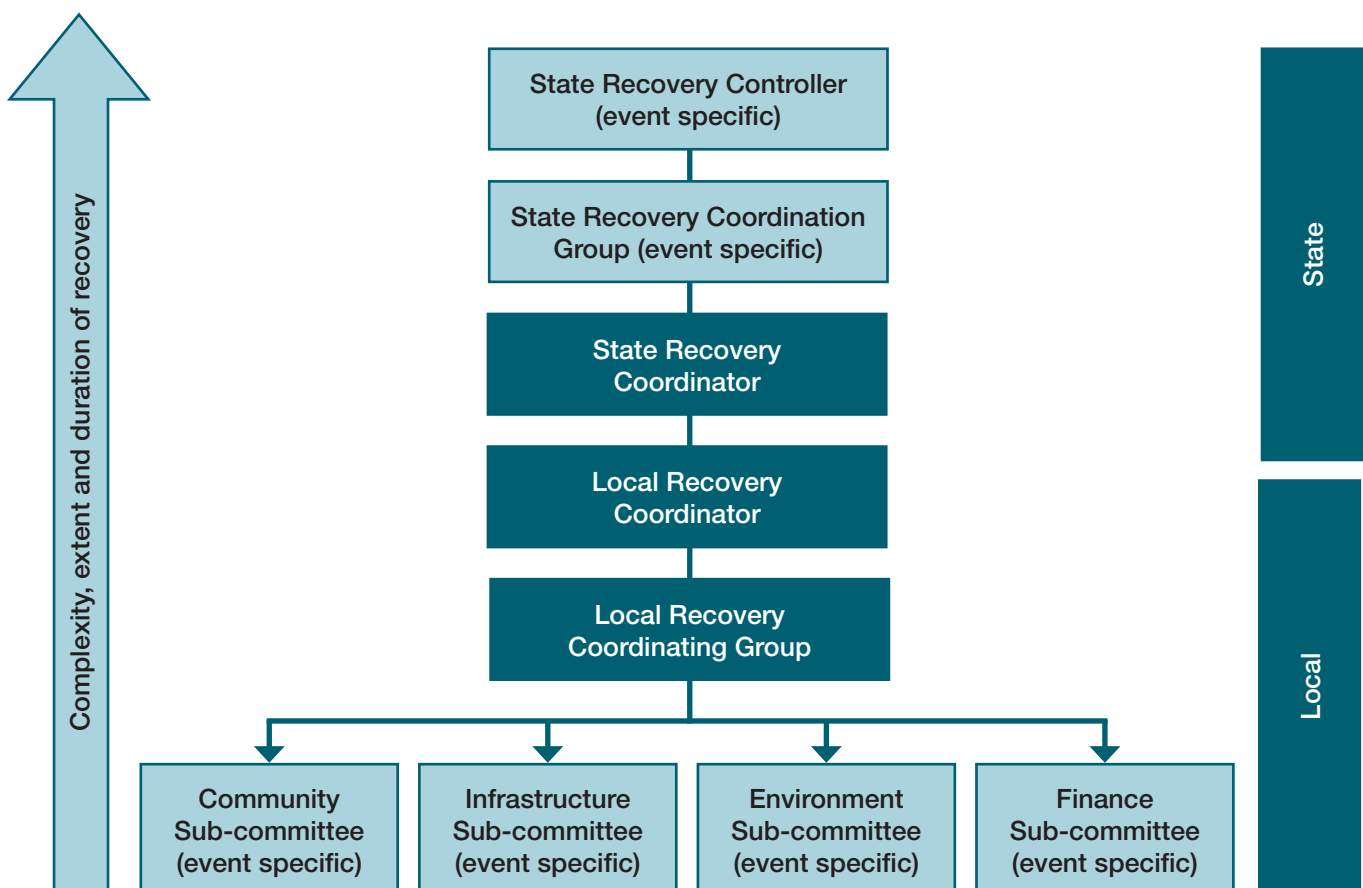 State Recovery Controller
(event specific)
State Recovery Coordination
Group (event specific)
State Recovery
Coordinator
Local Recovery
Coordinator
Local Recovery
Coordinating Group
Community
Sub-committee
(event specific)
Infrastructure
Sub-committee
(event specific)
Environment
Sub-committee
(event specific)
Finance
Sub-committee
(event specific)
Complexity, extent and duration of recovery
State
Local